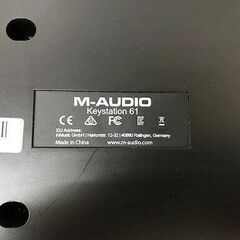 M-AUDIO
Keystation 61
EU Address:
inMusic GmbH | Harkortstr. 12-32 | 40880 Ratingen, Germany
Made in China www.m-audio.com